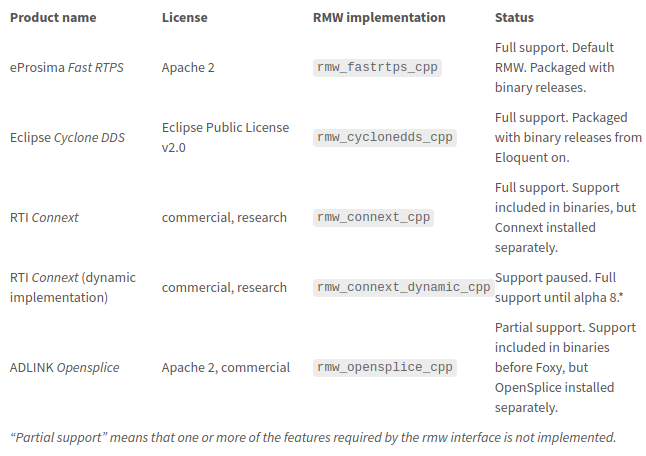 Product name License RMW implementation Status
eProsima Fast RTPS Apache 2 rmw_fastrtps_cpp Full support. Default
RMW. Packaged with
binary releases.
Eclipse Cyclone DDS Eclipse Public License
v2.0 rmw_cyclonedds_cpp Full support. Packaged
with binary releases from
Eloquent on.
RTI Connext commercial, research rmw_connext_cpp Full support. Support
included in binaries, but
Connext installed
separately.
RTI Connext (dynamic
implementation) commercial, research rmw_connext_dynamic_cpp Support paused. Full
support until alpha 8.*
ADLINK Opensplice Apache 2, commercial rmw_opensplice_cpp Partial support. Support
included in binaries
before Foxy, but
OpenSplice installed
separately.
“Partial support” means that one or more of the features required by the rmw interface is not implemented.